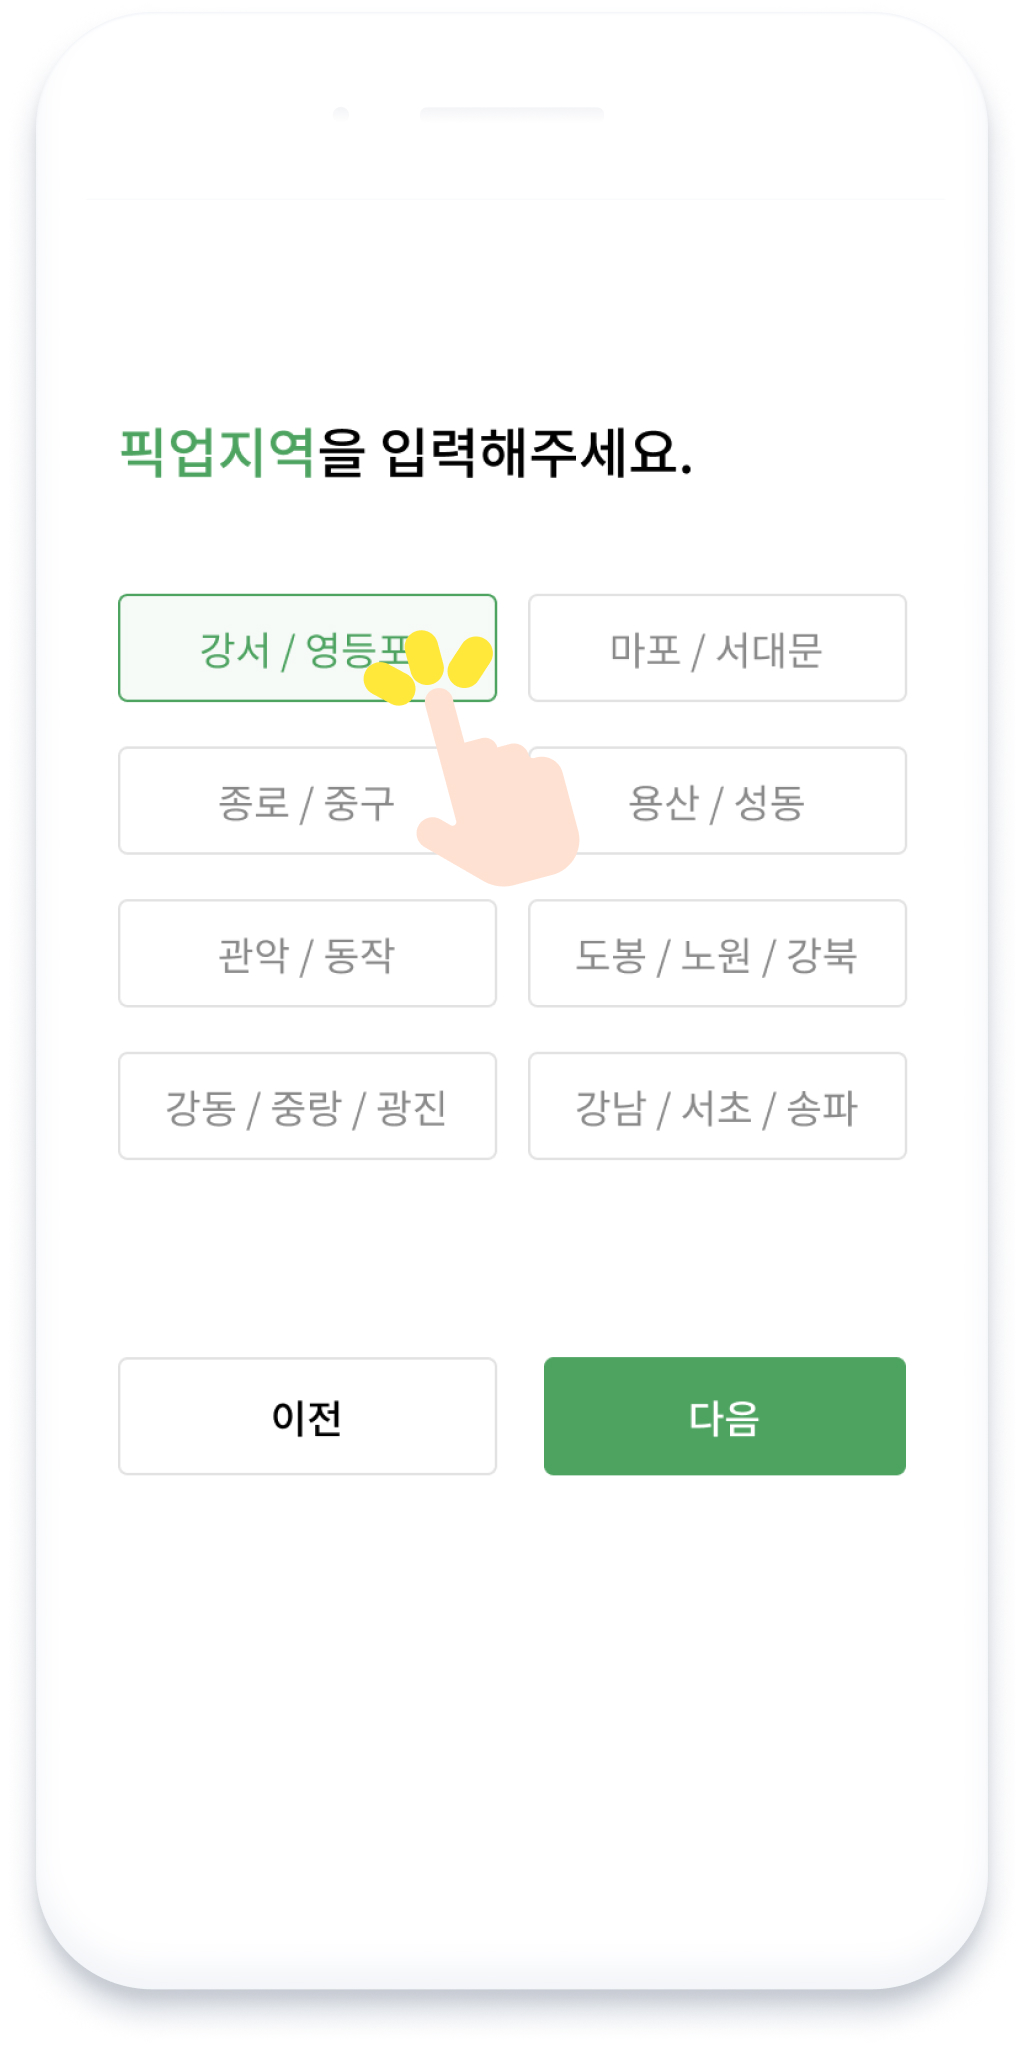 픽업지역을 입력해주세요.
강서 / 영등포
마포 / 서대문
종로 / 중구
용산 / 성동
관악 / 동작
도봉 / 노원 / 강북
강동 / 중랑 / 광진
강남 / 서초 / 송파
이전
다음